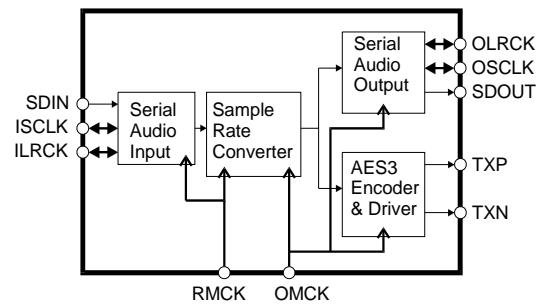 SDIN
ISCLK
ILRCK
Serial
Audio
Input
Sample
Rate
Converter
Serial
Audio
Output
OLRCK
OSCLK
SDOUT
AES3
Encoder
& Driver
TXP
TXN
RMCK
OMCK